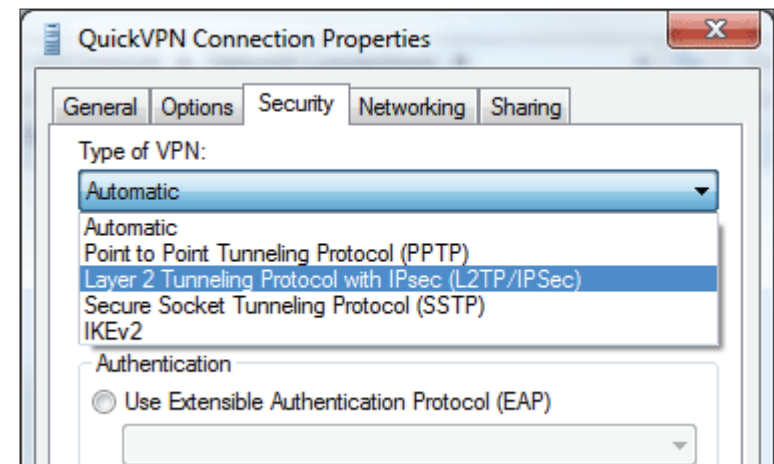 QuickVPN Connection Properties
General Options Security Networking Sharing
Type of VPN:
Automatic
Automatic
Point to Point Tunneling Protocol (PPTP)
Layer 2 Tunneling Protocol with IPsec (L2TP/IPSec)
Secure Socket Tunneling Protocol (SSTP)
IKEv2
Authentication
Use Extensible Authentication Protocol (EAP)